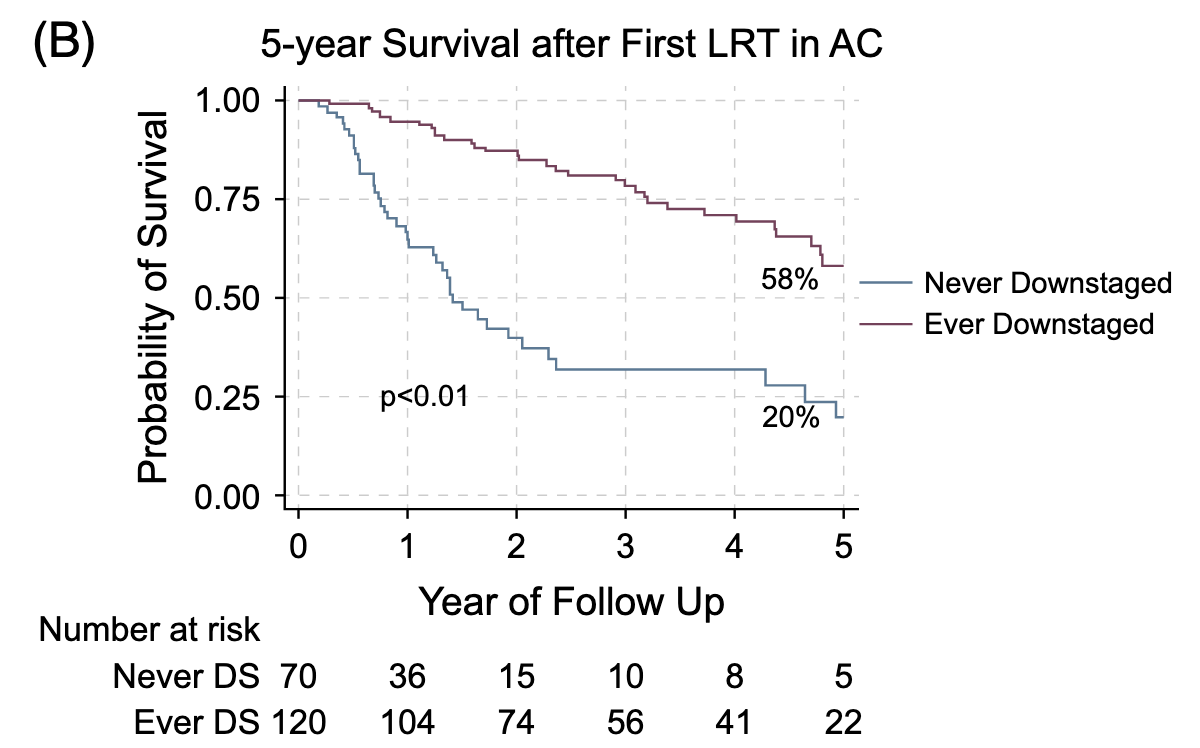 (B)
5-year Survival after First LRT in AC
Probability of Survival
1.00
0.75
0.50
0.25
0.00
58%
20%
p<0.01
Never Downstaged
Ever Downstaged
0 1 2 3 4 5
Year of Follow Up
Number at risk
Never DS 70 36 15 10 8 5
Ever DS 120 104 74 56 41 22